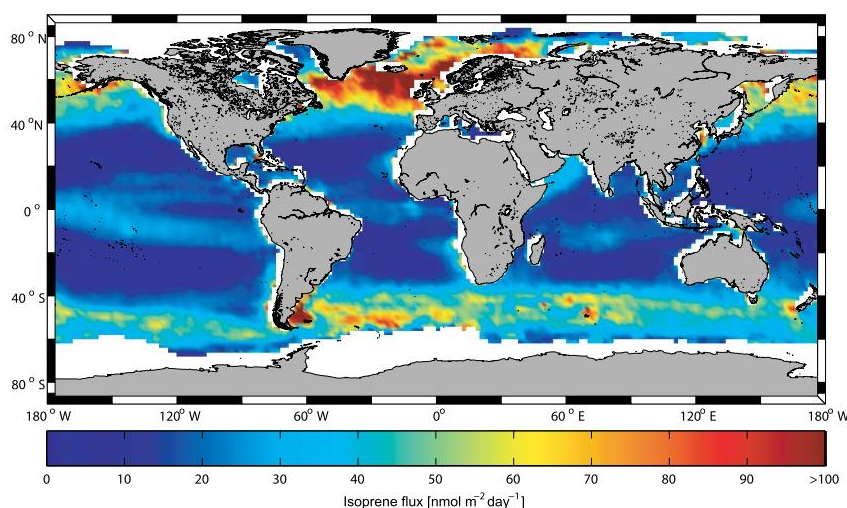 80 ° N
40 °N
0 °
40 ° S
80 ° S
180 ° W 120 ° W 60 ° W 0 ° 60 ° E 120 ° E 180 ° W
0 10 20 30 40 50 60 70 80 90 >100
Isoprene flux [nmol m⁻² day⁻¹]